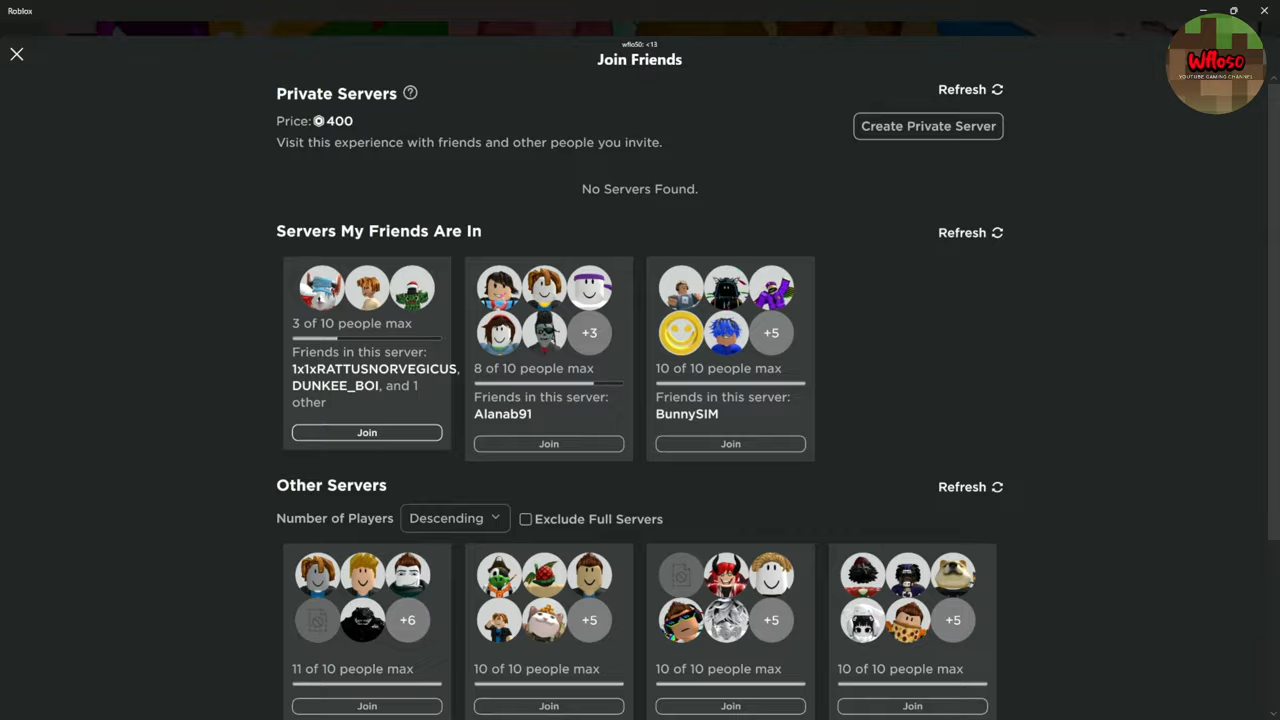 Roblox
wfloso: <13
Join Friends
Wfloso
YOUTUBE GAMING CHANNEL
Private Servers
Refresh
Price: 400
Create Private Server
Visit this experience with friends and other people you invite.
No Servers Found.
Servers My Friends Are In
Refresh
3 of 10 people max
Friends in this server:
1x1xRATTUSNORVEGICUS,
DUNKEE_BOI, and 1
other
Join
+3
8 of 10 people max
Friends in this server:
Alanab91
Join
+5
10 of 10 people max
Friends in this server:
BunnySIM
Join
Other Servers
Refresh
Number of Players
Descending
Exclude Full Servers
+6
11 of 10 people max
Join
+5
10 of 10 people max
Join
+5
10 of 10 people max
Join
+5
10 of 10 people max
Join